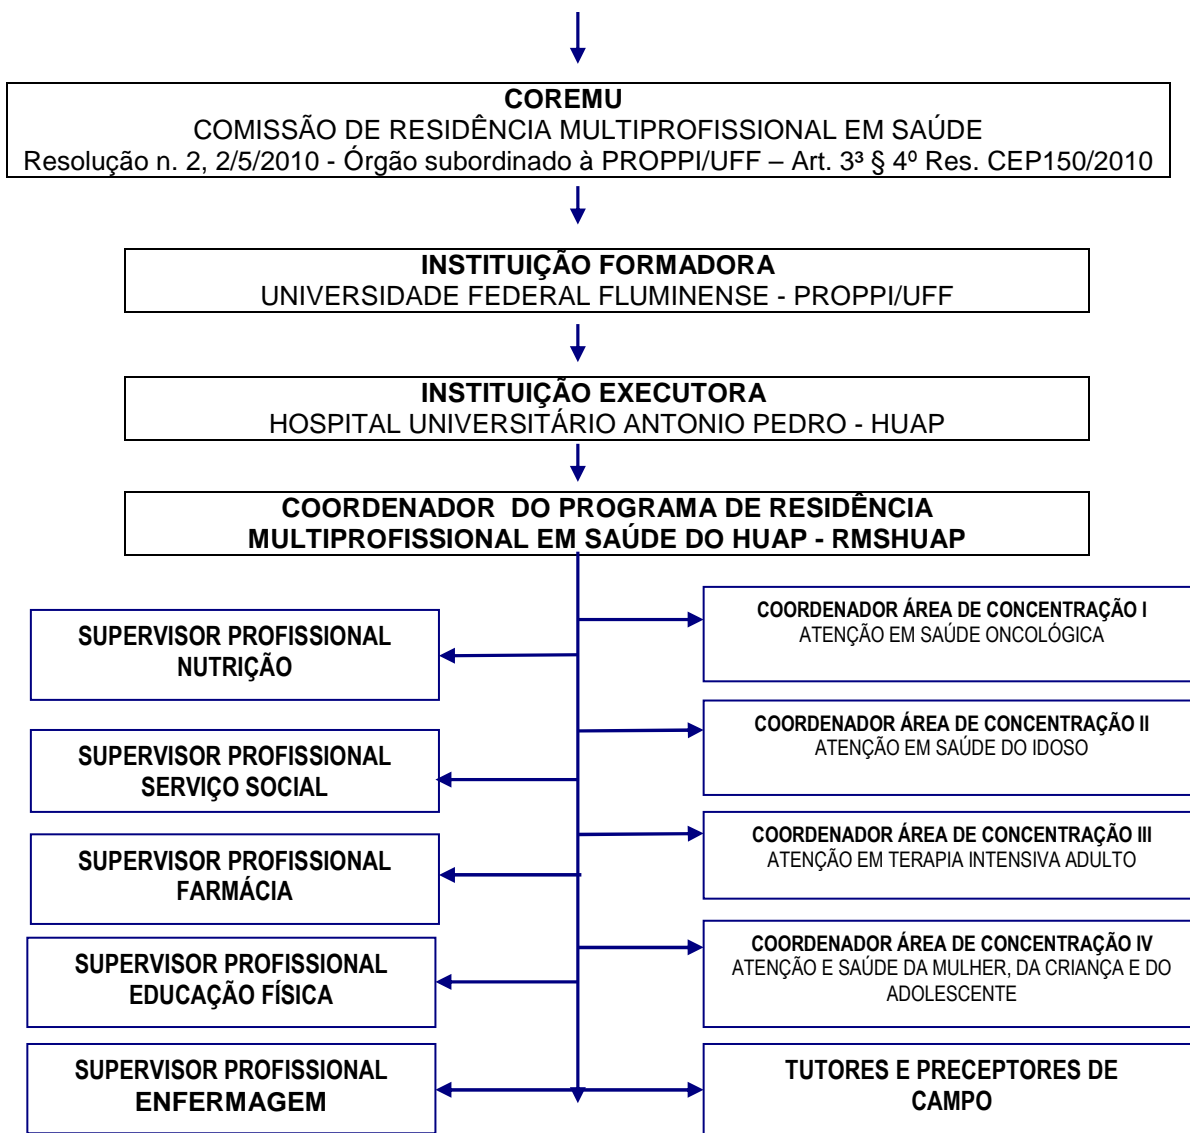 COREMU
COMISSÃO DE RESIDÊNCIA MULTIPROFISSIONAL EM SAÚDE
Resolução n. 2, 2/5/2010 - Órgão subordinado à PROPPI/UFF – Art. 3³ § 4º Res. CEP150/2010
INSTITUIÇÃO FORMADORA
UNIVERSIDADE FEDERAL FLUMINENSE - PROPPI/UFF
INSTITUIÇÃO EXECUTORA
HOSPITAL UNIVERSITÁRIO ANTONIO PEDRO - HUAP
COORDENADOR DO PROGRAMA DE RESIDÊNCIA
MULTIPROFISSIONAL EM SAÚDE DO HUAP - RMSHUAP
SUPERVISOR PROFISSIONAL
NUTRIÇÃO
COORDENADOR ÁREA DE CONCENTRAÇÃO I
ATENÇÃO EM SAÚDE ONCOLÓGICA
SUPERVISOR PROFISSIONAL
SERVIÇO SOCIAL
COORDENADOR ÁREA DE CONCENTRAÇÃO II
ATENÇÃO EM SAÚDE DO IDOSO
SUPERVISOR PROFISSIONAL
FARMÁCIA
COORDENADOR ÁREA DE CONCENTRAÇÃO III
ATENÇÃO EM TERAPIA INTENSIVA ADULTO
SUPERVISOR PROFISSIONAL
EDUCAÇÃO FÍSICA
COORDENADOR ÁREA DE CONCENTRAÇÃO IV
ATENÇÃO E SAÚDE DA MULHER, DA CRIANÇA E DO
ADOLESCENTE
SUPERVISOR PROFISSIONAL
ENFERMAGEM
TUTORES E PRECEPTORES DE
CAMPO